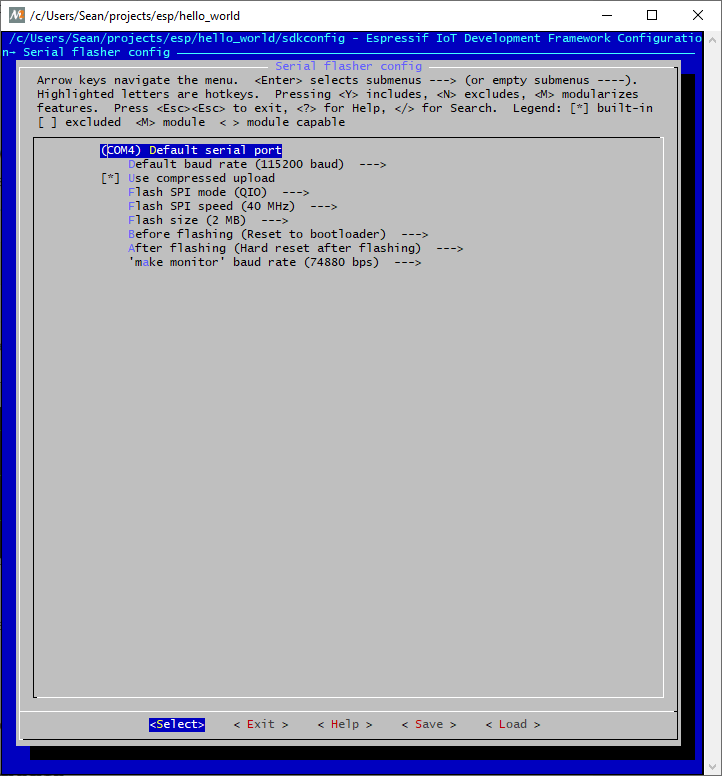 /c/Users/Sean/projects/esp/hello_world
/c/Users/Sean/projects/esp/hello_world/sdkconfig - Espressif IoT Development Framework Configuratio
n→ Serial flasher config
Serial flasher config
Arrow keys navigate the menu.  <Enter> selects submenus ---> (or empty submenus ----).
Highlighted letters are hotkeys.  Pressing <Y> includes, <N> excludes, <M> modularizes
features.  Press <Esc><Esc> to exit, <?> for Help, </> for Search.  Legend: [*] built-in
[ ] excluded  <M> module  < > module capable
(COM4) Default serial port
Default baud rate (115200 baud)  --->
[*] Use compressed upload
Flash SPI mode (QIO)  --->
Flash SPI speed (40 MHz)  --->
Flash size (2 MB)  --->
Before flashing (Reset to bootloader)  --->
After flashing (Hard reset after flashing)  --->
'make monitor' baud rate (74880 bps)  --->
<Select>    < Exit >    < Help >    < Save >    < Load >